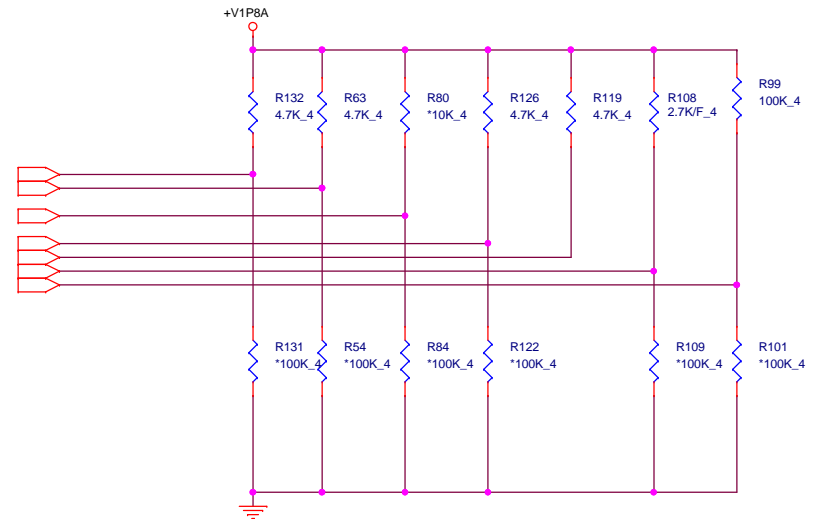 +V1P8A
R132
4.7K_4
R63
4.7K_4
R80
*10K_4
R126
4.7K_4
R119
4.7K_4
R108
2.7K/F_4
R99
100K_4
R131
*100K_4
R54
*100K_4
R84
*100K_4
R122
*100K_4
R109
*100K_4
R101
*100K_4